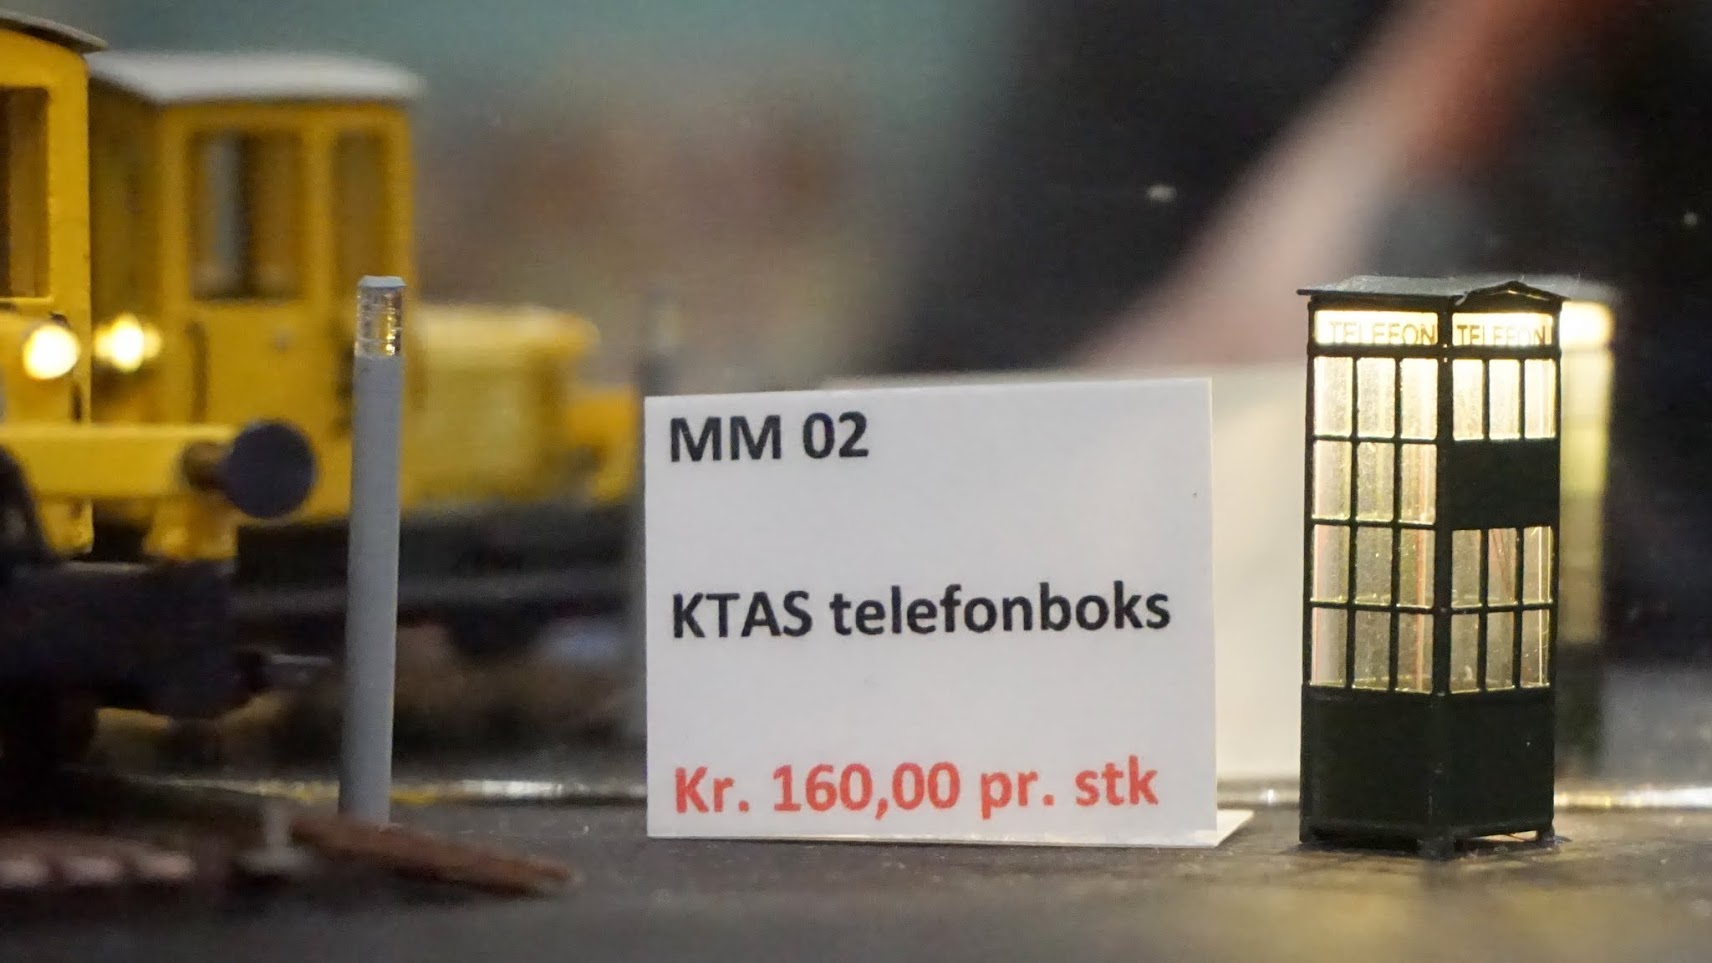 MM 02
KTAS telefonboks
Kr. 160,00 pr. stk
TELEFON TELEFON